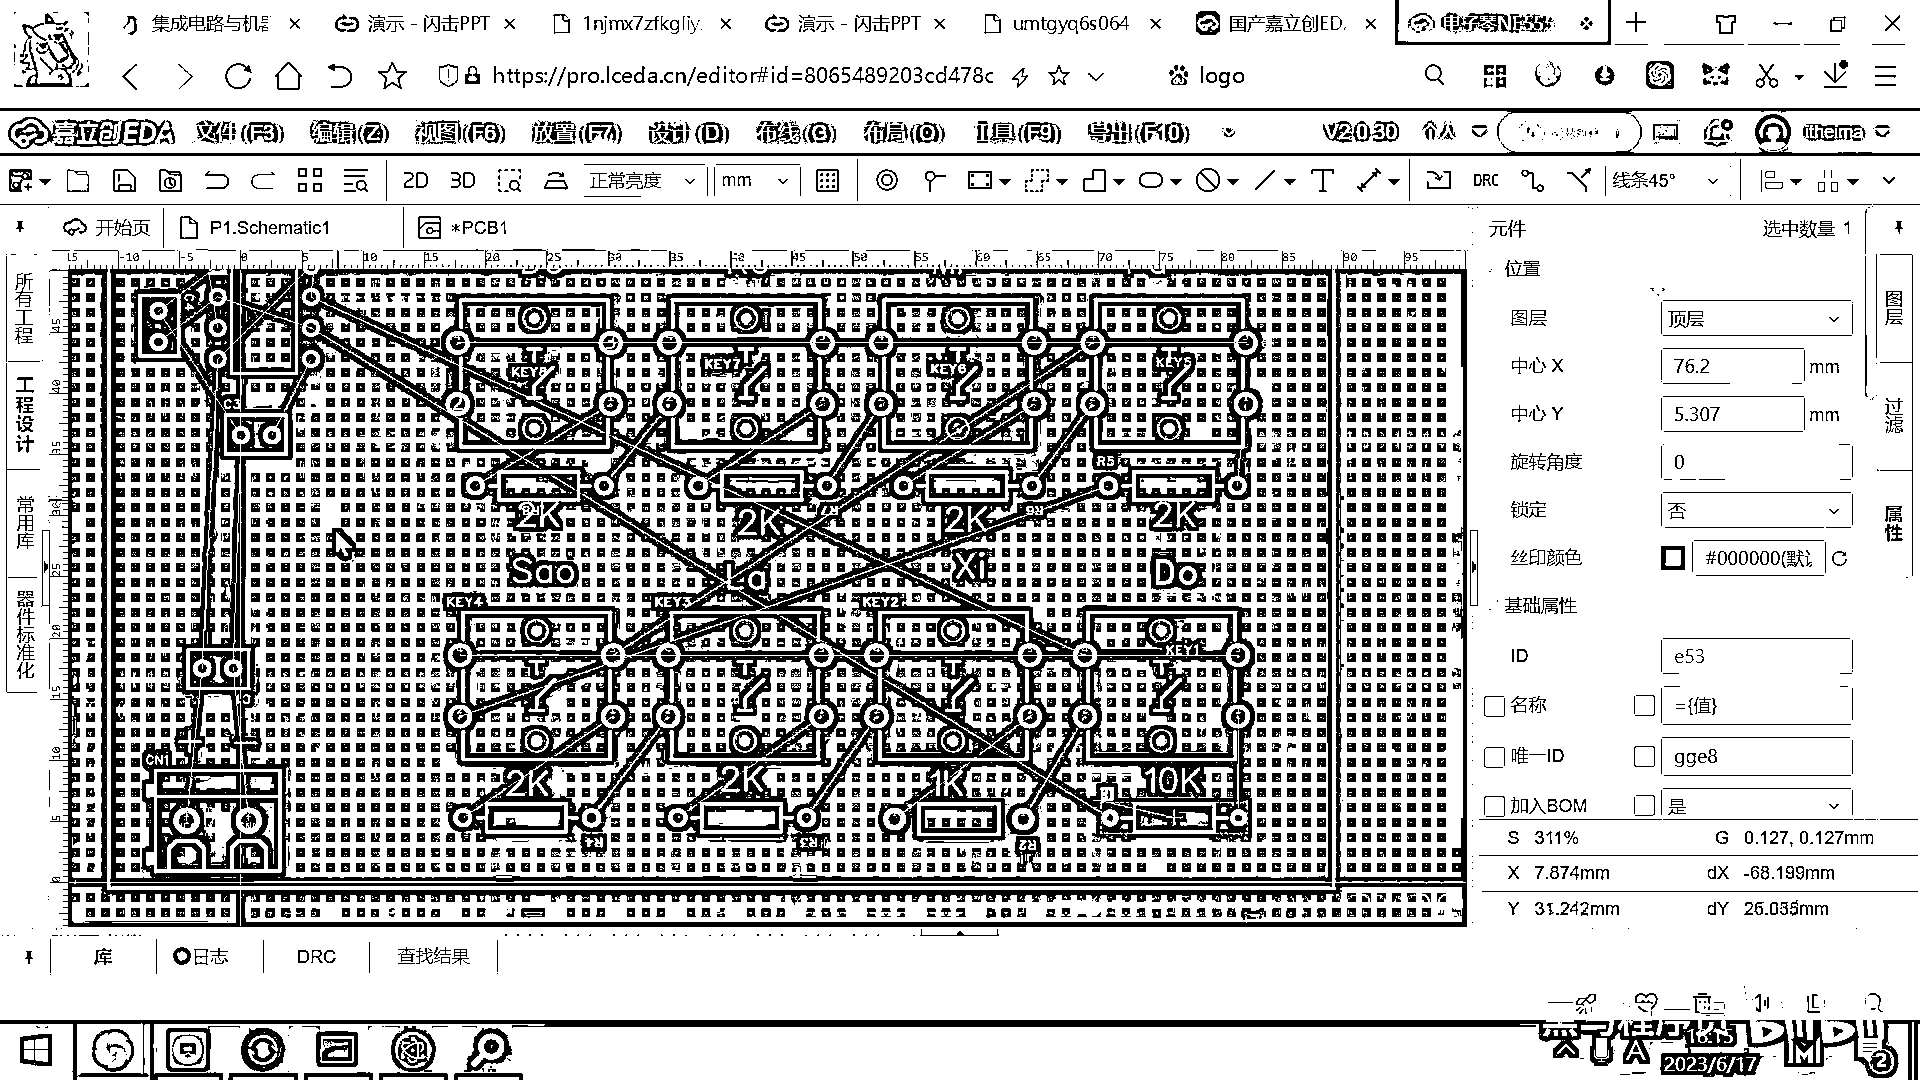 集成电路与机器
演示 - 闪击PPT
1njmx7zfkgliy.
演示 - 闪击PPT
umtgyq6s064
国产嘉立创ED.
电子琴NE555
https://pro.lceda.cn/editor#id=8065489203cd478c
logo
嘉立创EDA
文件(F3)
编辑(Z)
视图(F6)
放置(F7)
设计(D)
布线(G)
布局(O)
工具(F9)
导出(F10)
V2.0.30
个人
itheima
2D
3D
正常亮度
mm
DRC
线条45°
开始页
P1.Schematic1
*PCB1
所有工程
工程设计
常用库
器件标准化
KEY8
KEY7
KEY6
KEY5
C3
R5
2K
2K
2K
2K
Sao
La
Xi
Do
KEY4
KEY3
KEY2
KEY1
2K
2K
1K
10K
CN1
R4
R3
R2
元件
选中数量 1
位置
图层
顶层
中心 X
76.2
mm
中心 Y
5.307
mm
旋转角度
0
锁定
否
丝印颜色
#000000(默认
基础属性
ID
e53
名称
={值}
唯一ID
gge8
加入BOM
是
S 311%
G 0.127, 0.127mm
X 7.874mm
dX -68.199mm
Y 31.242mm
dY 26.035mm
图层
过滤
属性
库
日志
DRC
查找结果
2023/6/17